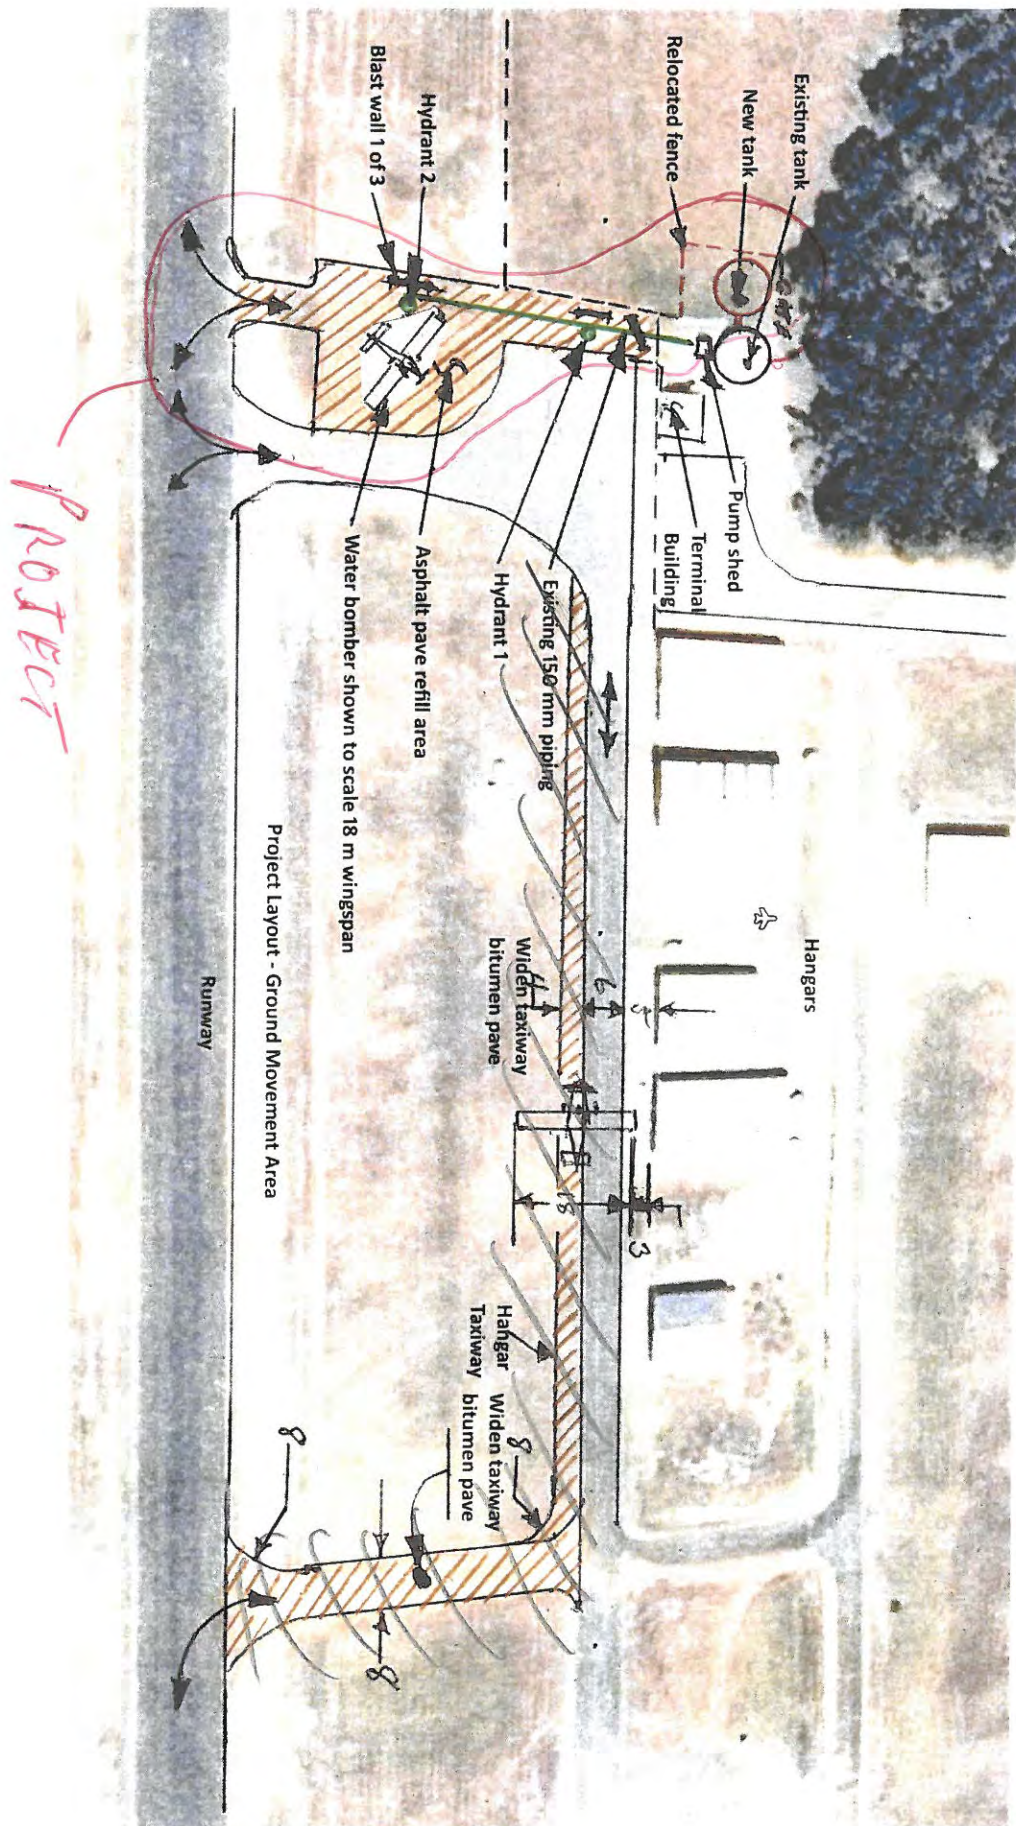 Existing tank
New tank
Relocated fence
Hydrant 2
Blast wall 1 of 3
Pump shed
Terminal
Building
Existing 150 mm piping
Hydrant 1
Asphalt pave refill area
Water bomber shown to scale 18 m wingspan
PROJECT
Hangars
5
6
4
Widen taxiway
bitumen pave
18
3
Hangar
Taxiway
8
Widen taxiway
bitumen pave
8
8
Project Layout - Ground Movement Area
Runway